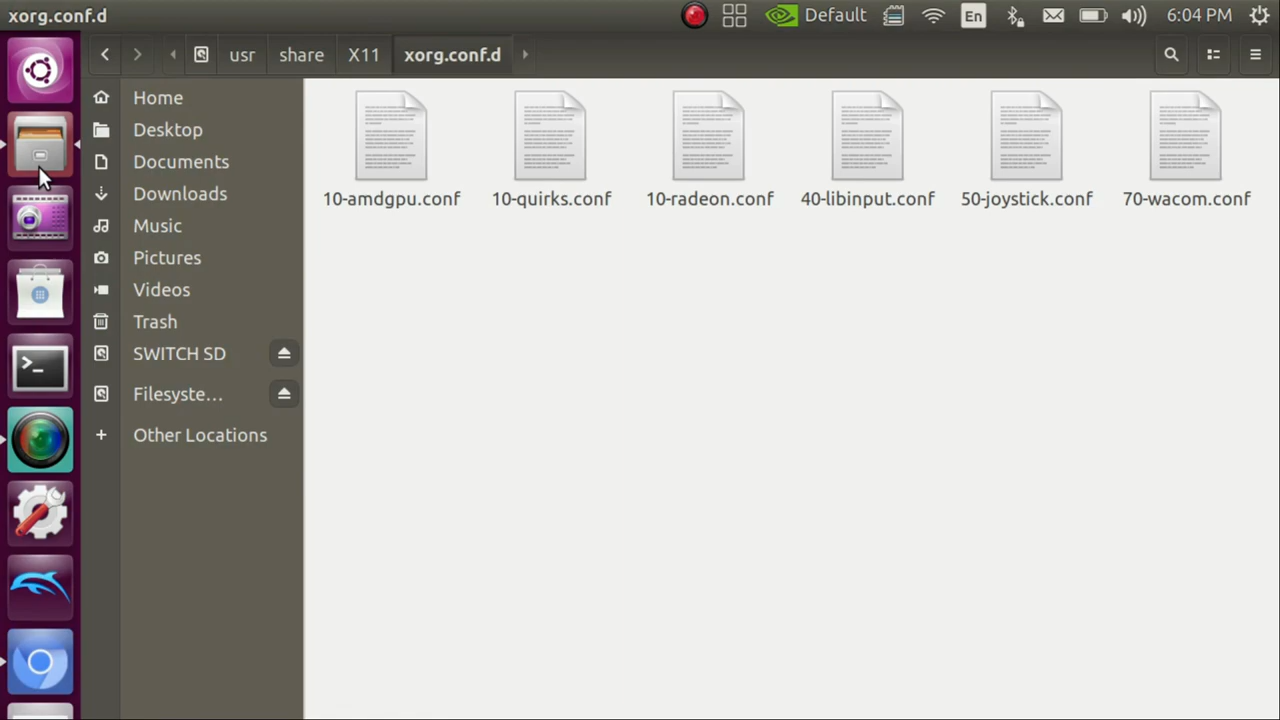 xorg.conf.d
Default
En
6:04 PM
usr
share
X11
xorg.conf.d
Home
Desktop
Documents
Downloads
Music
Pictures
Videos
Trash
SWITCH SD
Filesyste…
Other Locations
10-amdgpu.conf
10-quirks.conf
10-radeon.conf
40-libinput.conf
50-joystick.conf
70-wacom.conf